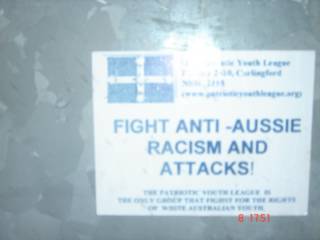 Youth League
Carlingford
NSW
(www.patrioticyouthleague.org)
FIGHT ANTI -AUSSIE
RACISM AND
ATTACKS!
THE PATRIOTIC YOUTH LEAGUE IS
THE ONLY GROUP THAT FIGHTS FOR THE RIGHTS
OF WHITE AUSTRALIAN YOUTH
8 1751